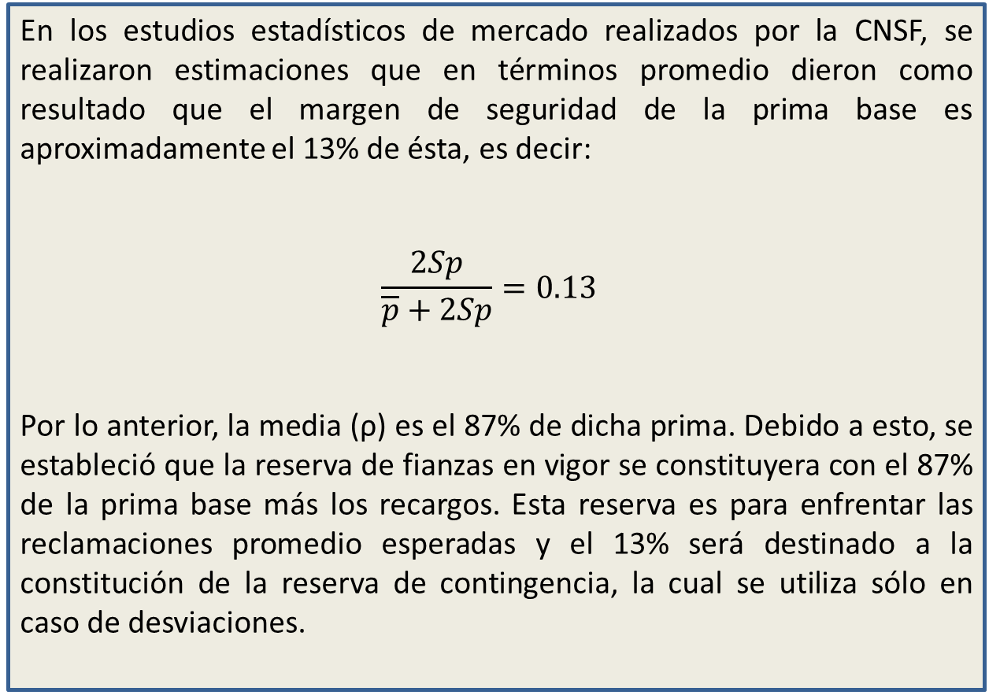 En los estudios estadísticos de mercado realizados por la CNSF, se
realizaron estimaciones que en términos promedio dieron como
resultado que el margen de seguridad de la prima base es
aproximadamente el 13% de ésta, es decir:
2Sp
p̅ + 2Sp = 0.13
Por lo anterior, la media (ρ) es el 87% de dicha prima. Debido a esto, se
estableció que la reserva de fianzas en vigor se constituyera con el 87%
de la prima base más los recargos. Esta reserva es para enfrentar las
reclamaciones promedio esperadas y el 13% será destinado a la
constitución de la reserva de contingencia, la cual se utiliza sólo en
caso de desviaciones.